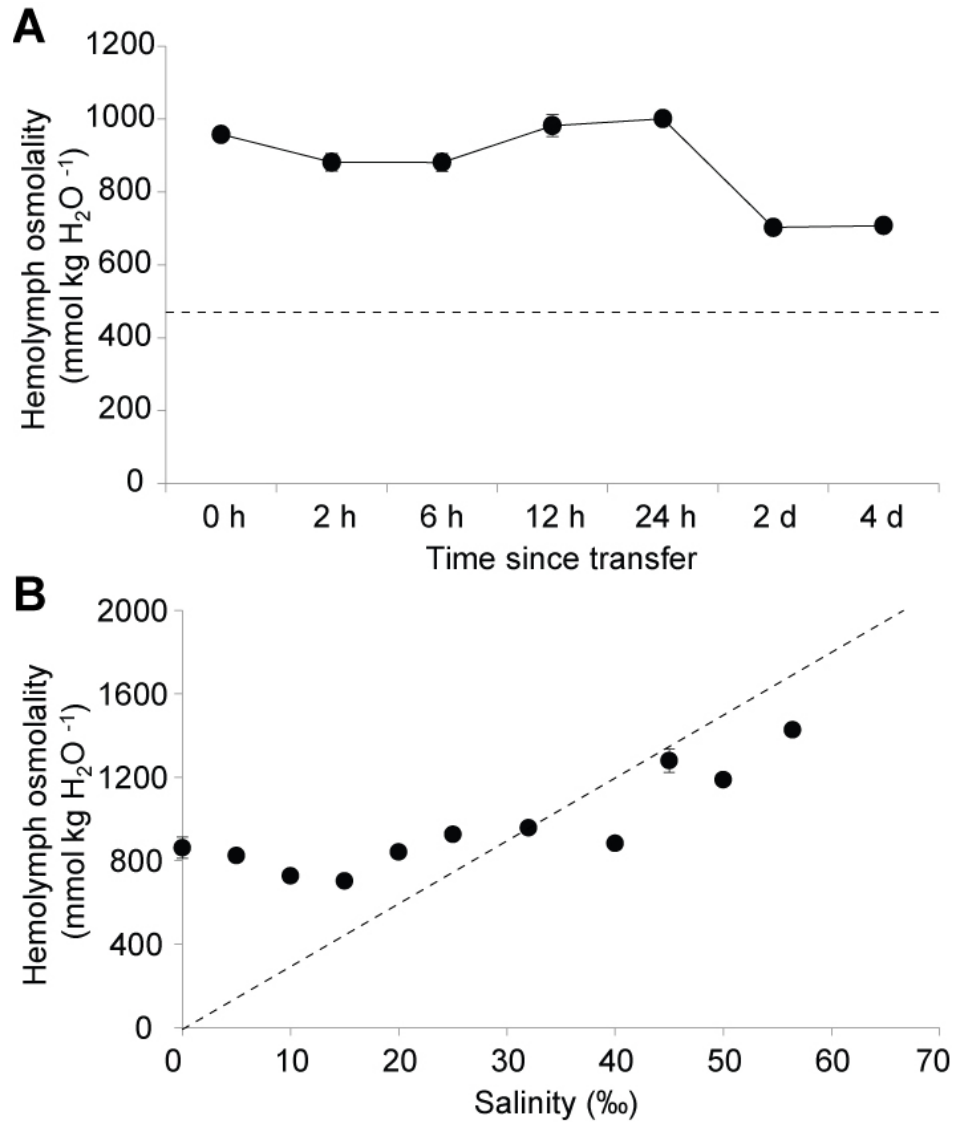 A
Hemolymph osmolality
(mmol kg H₂O ⁻¹)
1200
1000
800
600
400
200
0
0 h 2 h 6 h 12 h 24 h 2 d 4 d
Time since transfer
B
Hemolymph osmolality
(mmol kg H₂O ⁻¹)
2000
1600
1200
800
400
0
0 10 20 30 40 50 60 70
Salinity (‰)